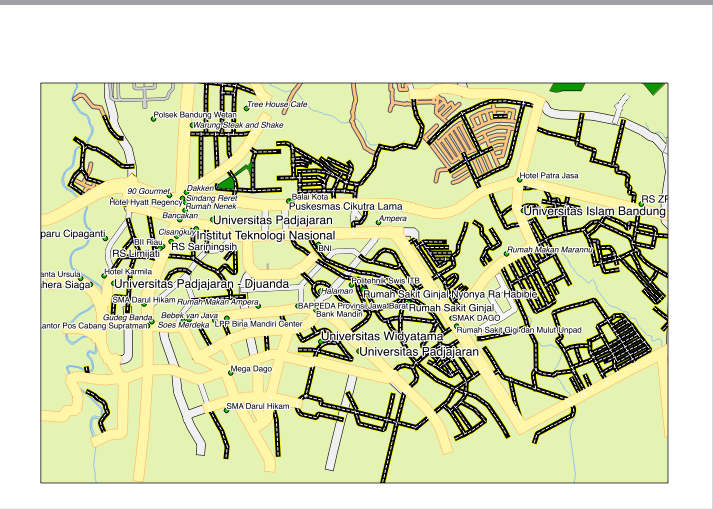 Tree House Cafe
Polsek Bandung Wetan
Warung Steak and Shake
Hotel Patra Jasa
90 Gourmet
Dakken
Sindang Reret
Hotel Hyatt Regency
Rumah Nenek
Balai Kota
Puskesmas Cikutra Lama
RS ZF
Bancakan
Universitas Padjajaran
Ampera
Universitas Islam Bandung
paru Cipaganti
Cisangkuy
Institut Teknologi Nasional
BII Riau
RS Sariningsih
BNI
RS Limijati
Rumah Makan Marannu
anta Ursula
Hotel Karmila
hera Siaga
Universitas Padjajaran - Djuanda
Politehnik Swis ITB
Halaman
Rumah Sakit Ginjal Nyonya Ra Habibie
SMA Darul Hikam
Rumah Makan Ampera
BAPPEDA Provinsi Jawa Barat
Rumah Sakit Ginjal
Bank Mandiri
Gudeg Banda
Bebek van Java
SMAK DAGO
antor Pos Cabang Supratman
Soes Merdeka
LPP Bina Mandiri Center
Rumah Sakit Gigi dan Mulut Unpad
Universitas Widyatama
Universitas Padjajaran
Mega Dago
SMA Darul Hikam